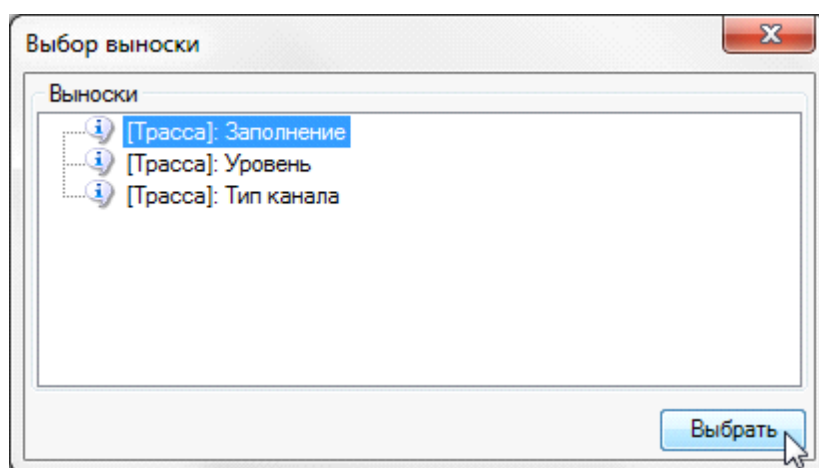 Выбор выноски
Выноски
[Трасса]: Заполнение
[Трасса]: Уровень
[Трасса]: Тип канала
Выбрать